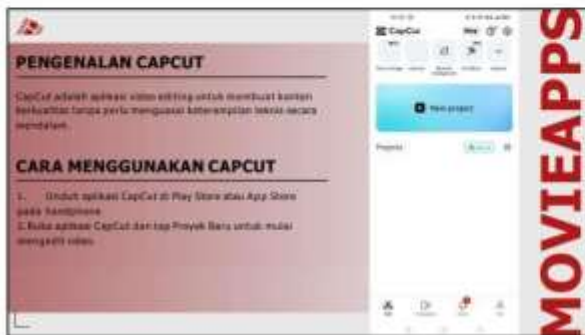 PENGENALAN CAPCUT
CapCut adalah aplikasi video editing untuk membuat konten
berkualitas tanpa perlu menguasai keterampilan teknis secara
mendalam.
CARA MENGGUNAKAN CAPCUT
1. Unduh aplikasi CapCut di Play Store atau App Store
pada handphone
2. Buka aplikasi CapCut dan tap Proyek Baru untuk mulai
mengedit video.
CapCut
New project
Projects
MOVIEAPPS